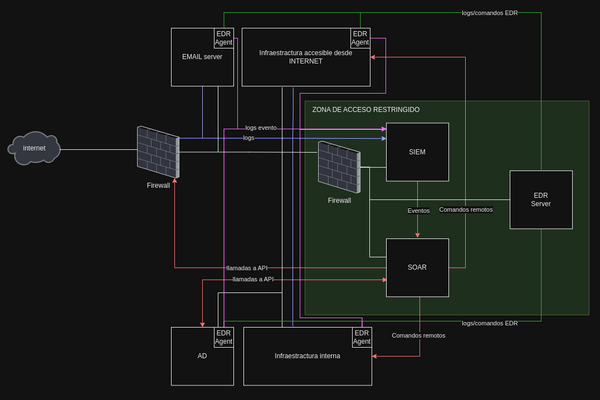 logs/comandos EDR
EDR
Agent
EDR
Agent
EMAIL server
Infraestractura accesible desde
INTERNET
ZONA DE ACCESO RESTRINGIDO
logs evento
logs
internet
SIEM
Firewall
Firewall
EDR
Server
Eventos
Comandos remotos
llamadas a API
SOAR
llamadas a API
logs/comandos EDR
EDR
Agent
EDR
Agent
Comandos remotos
AD
Infraestractura interna